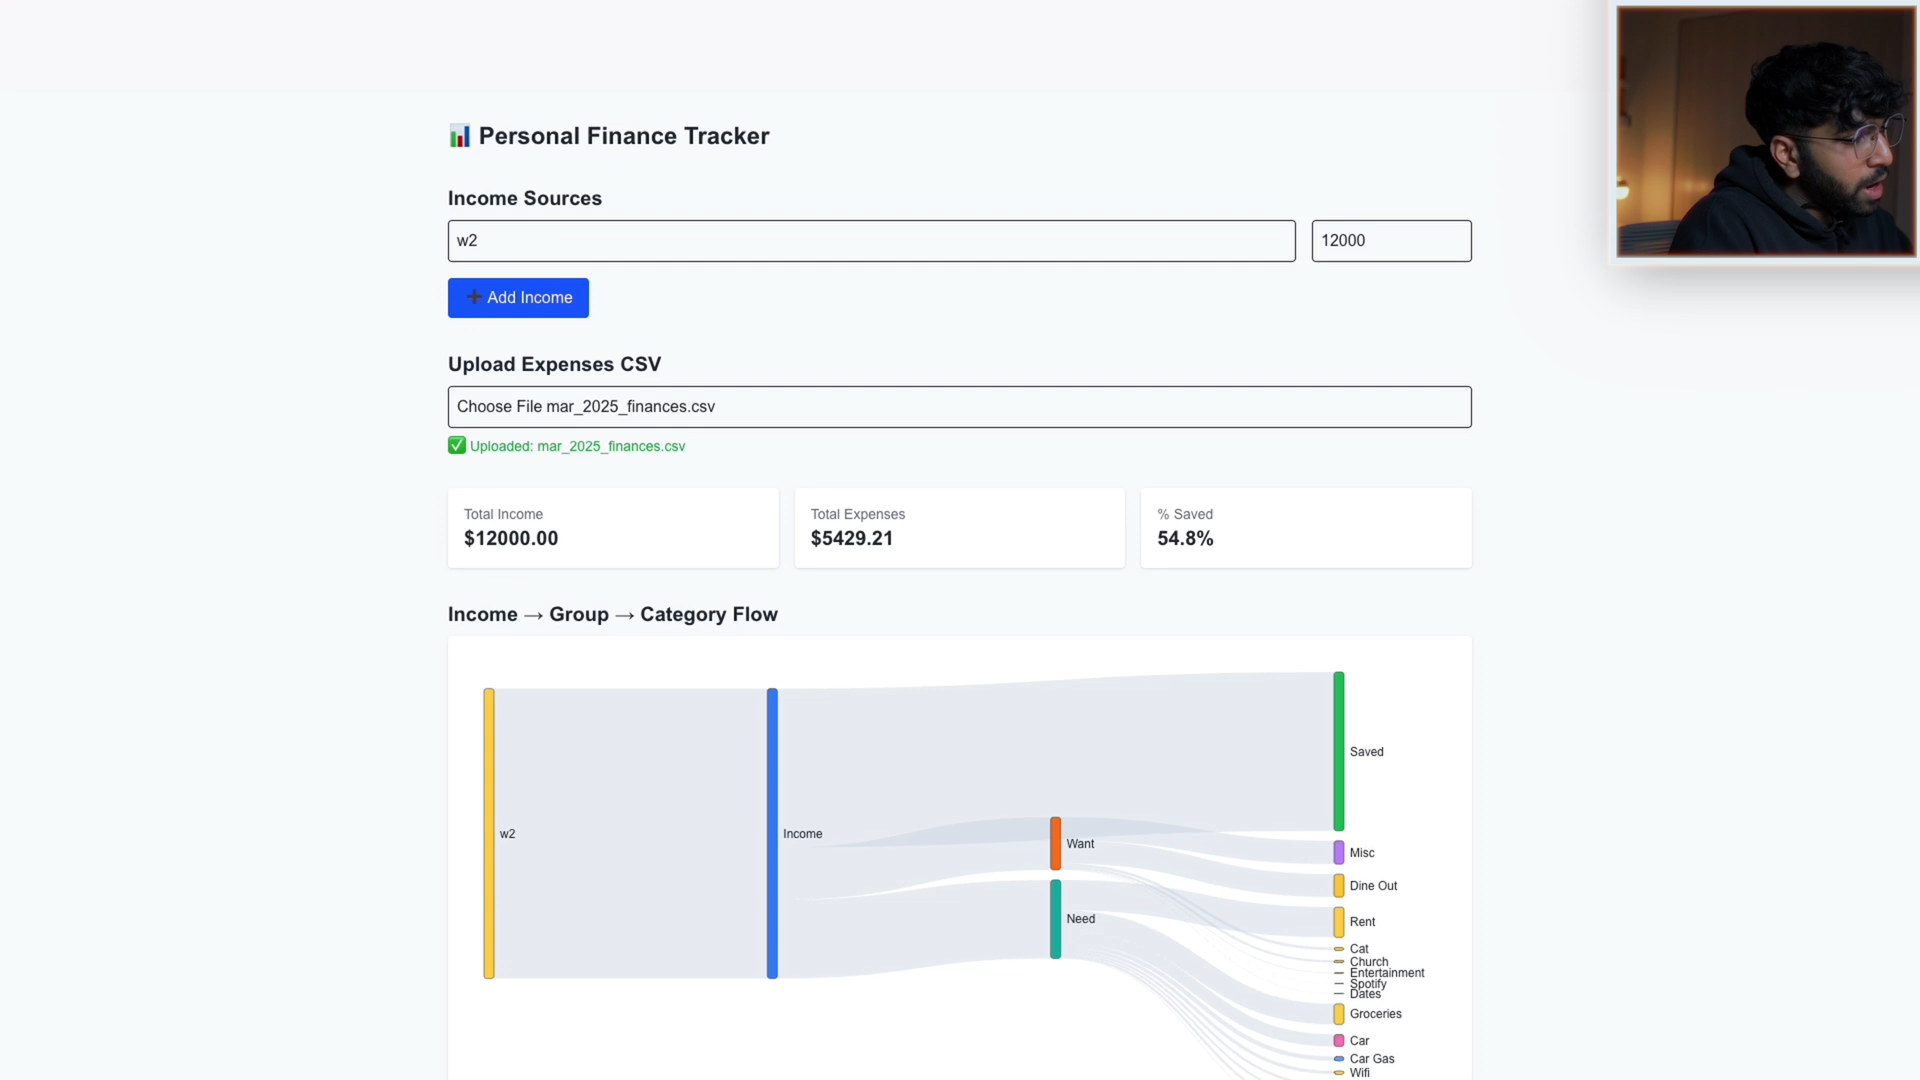 📊 Personal Finance Tracker
Income Sources
w2 12000
➕ Add Income
Upload Expenses CSV
Choose File mar_2025_finances.csv
✅ Uploaded: mar_2025_finances.csv
Total Income Total Expenses % Saved
$12000.00 $5429.21 54.8%
Income → Group → Category Flow
Saved
w2 Income
Want
Misc
Dine Out
Need
Rent
Cat
Church
Entertainment
Spotify
Dates
Groceries
Car
Car Gas
Wifi